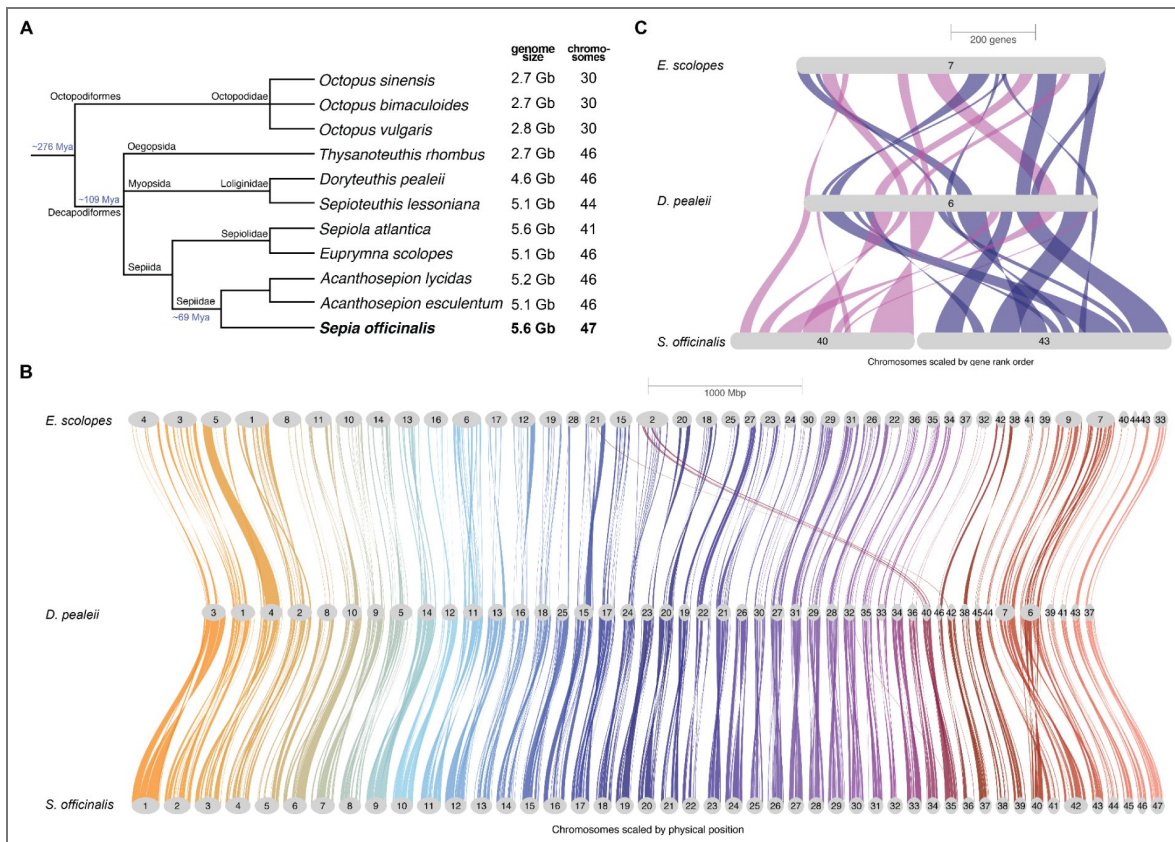 A
genome size
chromo-somes
Octopodiformes
Octopodidae
Octopus sinensis 2.7 Gb 30
Octopus bimaculoides 2.7 Gb 30
Octopus vulgaris 2.8 Gb 30
~276 Mya
Oegopsida
Thysanoteuthis rhombus 2.7 Gb 46
Myopsida
Loliginidae
Doryteuthis pealeii 4.6 Gb 46
~109 Mya
Sepioteuthis lessoniana 5.1 Gb 44
Decapodiformes
Sepiolidae
Sepiola atlantica 5.6 Gb 41
Euprymna scolopes 5.1 Gb 46
Sepiida
Acanthosepion lycidas 5.2 Gb 46
Sepiidae
Acanthosepion esculentum 5.1 Gb 46
~69 Mya
Sepia officinalis 5.6 Gb 47
C
200 genes
E. scolopes 7
D. pealeii 6
S. officinalis 40 43
Chromosomes scaled by gene rank order
B
1000 Mbp
E. scolopes 4 3 5 1 8 11 10 14 13 16 6 17 12 19 28 21 15 2 20 18 25 27 23 24 30 29 31 26 22 36 35 34 37 32 42 38 41 39 9 7 40 44 43 33
D. pealeii 3 1 4 2 8 10 9 5 14 12 11 13 16 18 25 15 17 24 23 20 19 22 21 26 30 27 31 29 28 32 35 33 34 36 40 46 42 38 45 44 7 6 39 41 43 37
S. officinalis 1 2 3 4 5 6 7 8 9 10 11 12 13 14 15 16 17 18 19 20 21 22 23 24 25 26 27 28 29 30 31 32 33 34 35 36 37 38 39 40 41 42 43 44 45 46 47
Chromosomes scaled by physical position